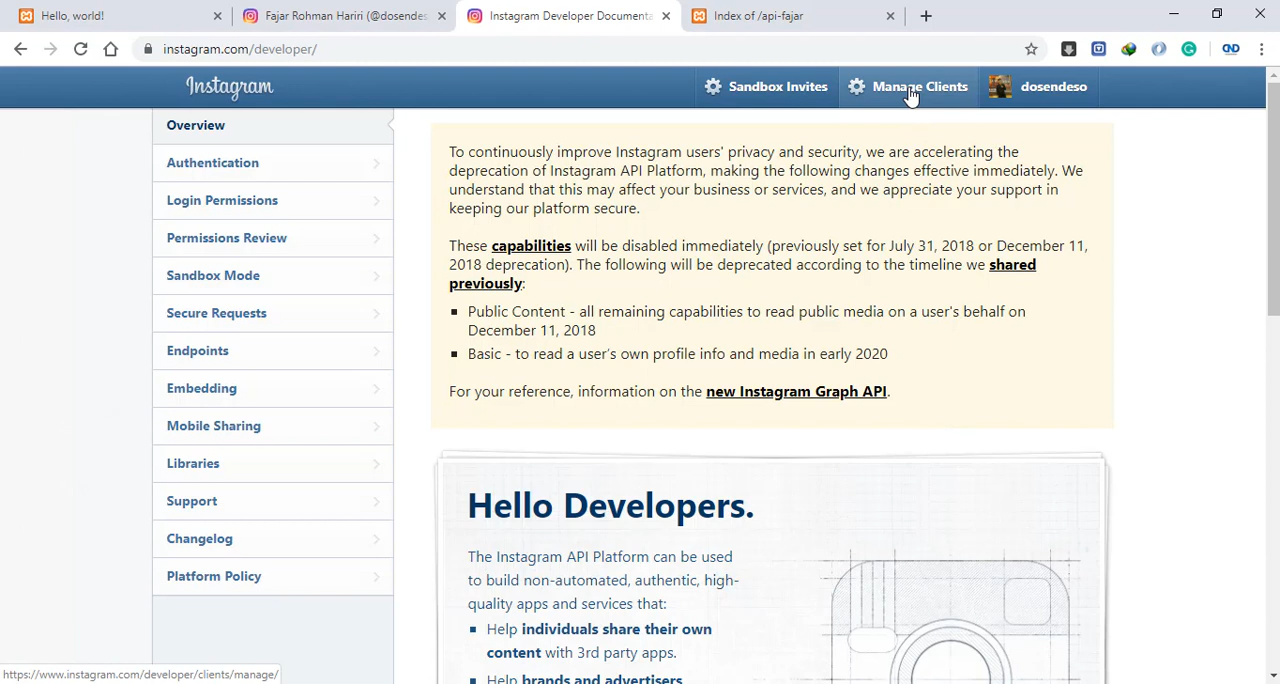 Hello, world!
Fajar Rohman Hariri (@dosendes
Instagram Developer Documenta
Index of /api-fajar
instagram.com/developer/
Instagram
Sandbox Invites
Manage Clients
dosendeso
Overview
Authentication
Login Permissions
Permissions Review
Sandbox Mode
Secure Requests
Endpoints
Embedding
Mobile Sharing
Libraries
Support
Changelog
Platform Policy
To continuously improve Instagram users' privacy and security, we are accelerating the
deprecation of Instagram API Platform, making the following changes effective immediately. We
understand that this may affect your business or services, and we appreciate your support in
keeping our platform secure.
These capabilities will be disabled immediately (previously set for July 31, 2018 or December 11,
2018 deprecation). The following will be deprecated according to the timeline we shared
previously:
Public Content - all remaining capabilities to read public media on a user's behalf on
December 11, 2018
Basic - to read a user's own profile info and media in early 2020
For your reference, information on the new Instagram Graph API.
Hello Developers.
The Instagram API Platform can be used
to build non-automated, authentic, high-
quality apps and services that:
Help individuals share their own
content with 3rd party apps.
Help brands and advertisers
https://www.instagram.com/developer/clients/manage/